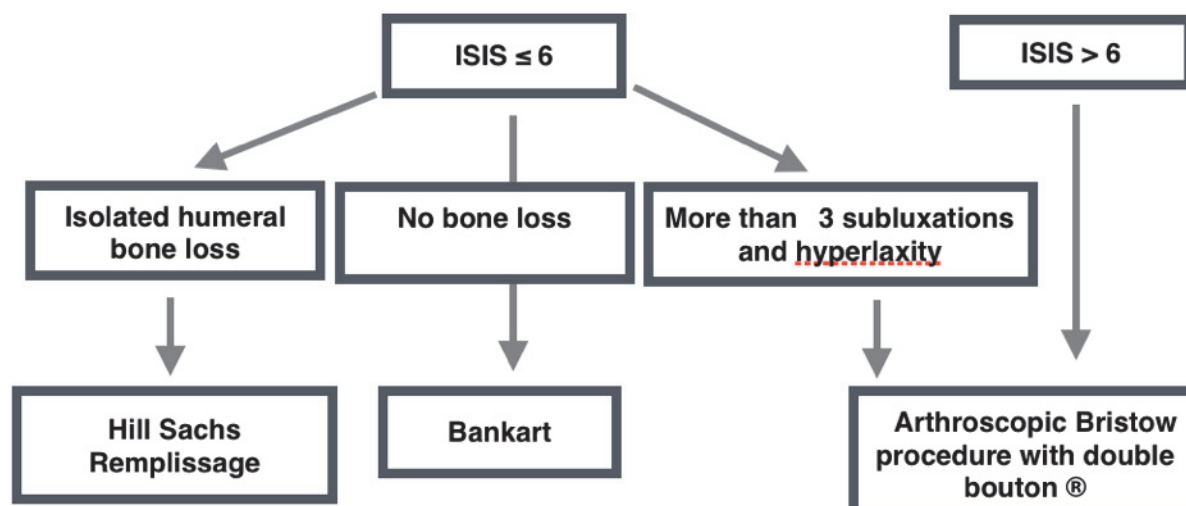 ISIS ≤ 6
ISIS > 6
Isolated humeral
bone loss
No bone loss
More than 3 subluxations
and hyperlaxity
Hill Sachs
Remplissage
Bankart
Arthroscopic Bristow
procedure with double
bouton ®